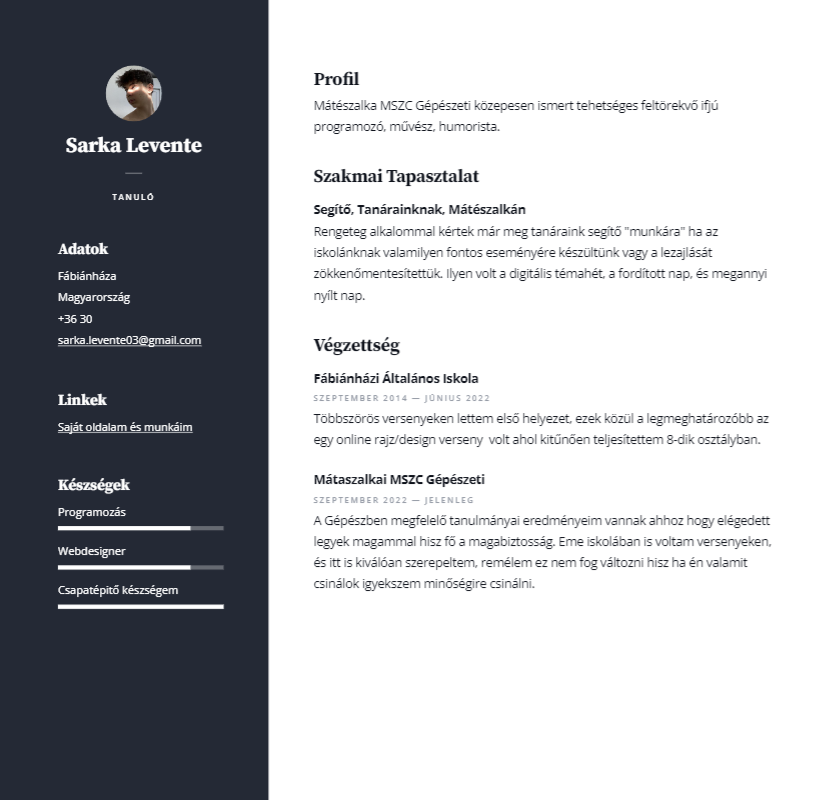 Sarka Levente
TANULÓ
Adatok
Fábiánháza
Magyarország
+36 30
sarka.levente03@gmail.com
Linkek
Saját oldalam és munkáim
Készségek
Programozás
Webdesigner
Csapatépitő készségem
Profil
Mátészalka MSZC Gépészeti közepesen ismert tehetséges feltörekvő ifjú
programozó, művész, humorista.
Szakmai Tapasztalat
Segítő, Tanárainknak, Mátészalkán
Rengeteg alkalommal kértek már meg tanáraink segítő "munkára" ha az
iskolánknak valamilyen fontos eseményére készültünk vagy a lezajlását
zökkenőmentesítettük. Ilyen volt a digitális témahét, a fordított nap, és megannyi
nyílt nap.
Végzettség
Fábiánházi Általános Iskola
SZEPTEMBER 2014 — JÚNIUS 2022
Többszörös versenyeken lettem első helyezet, ezek közül a legmeghatározóbb az
egy online rajz/design verseny  volt ahol kitűnően teljesítettem 8-dik osztályban.
Mátaszalkai MSZC Gépészeti
SZEPTEMBER 2022 — JELENLEG
A Gépészben megfelelő tanulmányai eredményeim vannak ahhoz hogy elégedett
legyek magammal hisz fő a magabiztosság. Eme iskolában is voltam versenyeken,
és itt is kiválóan szerepeltem, remélem ez nem fog változni hisz ha én valamit
csinálok igyekszem minőségire csinálni.